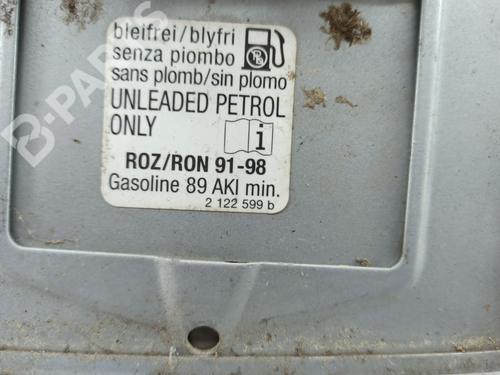 bleifrei/blyfri
senza piombo
sans plomb/sin plomo
UNLEADED PETROL
ONLY
ROZ/RON 91-98
Gasoline 89 AKI min.
2 122 599 b
B-PARTS